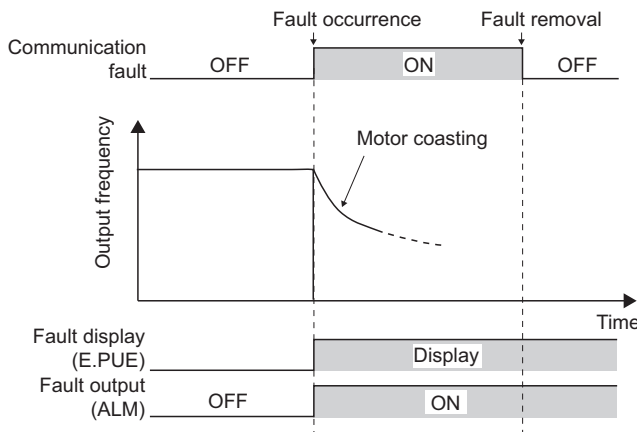 Fault occurrence
Fault removal
Communication
fault
OFF
ON
OFF
Motor coasting
Output frequency
Time
Fault display
(E.PUE)
Display
Fault output
(ALM)
OFF
ON